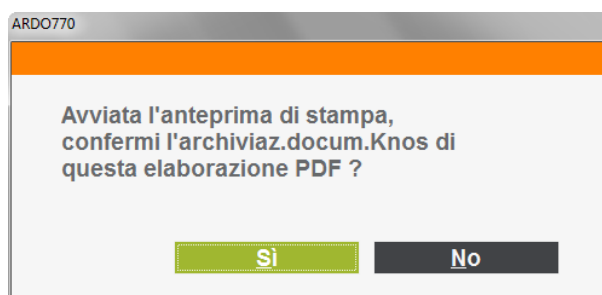 ARDO770
Avviata l'anteprima di stampa,
confermi l'archiviaz.docum.Knos di
questa elaborazione PDF ?
Sì
No